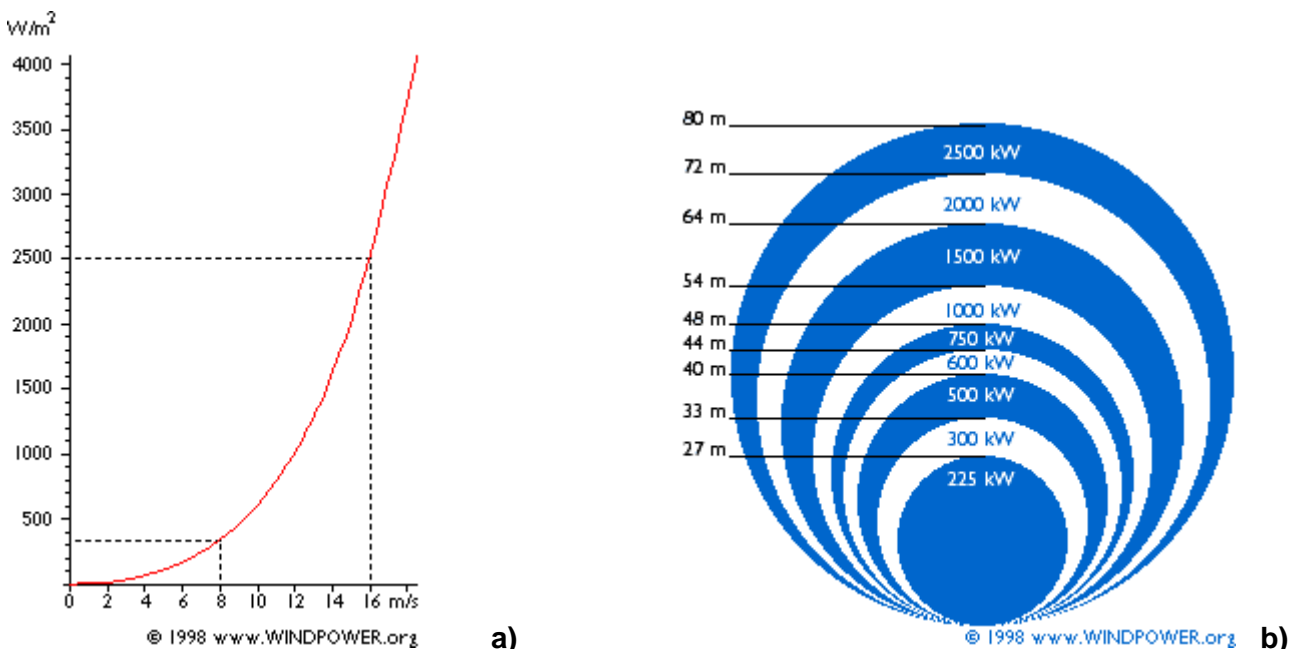 W/m²
4000
3500
3000
2500
2000
1500
1000
500
0 2 4 6 8 10 12 14 16 m/s
© 1998 www.WINDPOWER.org
a)
80 m
2500 kW
72 m
2000 kW
64 m
1500 kW
54 m
1000 kW
48 m
750 kW
44 m
600 kW
40 m
500 kW
33 m
300 kW
27 m
225 kW
© 1998 www.WINDPOWER.org
b)